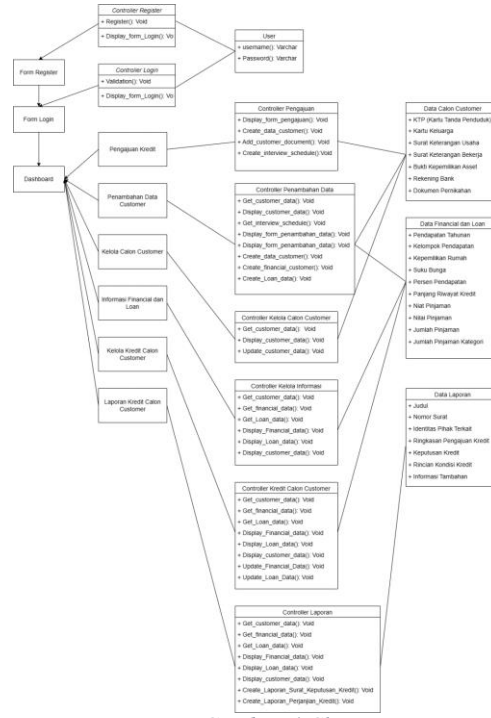 Controller Register
+ Register(): Void
+ Display_form_Login(): Vo
User
+ username(): Varchar
+ Password(): Varchar
Form Register
Controller Login
+ Validation(): Void
+ Display_form_Login(): Vo
Form Login
Dashboard
Pengajuan Kredit
Penambahan Data
Customer
Kelola Calon Customer
Informasi Financial dan
Loan
Kelola Kredit Calon
Customer
Laporan Kredit Calon
Customer
Controller Pengajuan
+ Display_form_pengajuan(): Void
+ Create_data_customer(): Void
+ Add_customer_document(): Void
+ Create_interview_schedule():Void
Controller Penambahan Data
+ Get_customer_data(): Void
+ Display_customer_data(): Void
+ Get_interview_schedule(): Void
+ Display_form_penambahan_data(): Void
+ Display_form_penambahan_data(): Void
+ Create_data_customer(): Void
+ Create_financial_customer(): Void
+ Create_Loan_data(): Void
Controller Kelola Calon Customer
+ Get_customer_data(): Void
+ Display_customer_data(): Void
+ Update_customer_data(): Void
Controller Kelola Informasi
+ Get_customer_data(): Void
+ Get_financial_data(): Void
+ Get_Loan_data(): Void
+ Display_Financial_data(): Void
+ Display_Loan_data(): Void
+ Display_customer_data(): Void
Controller Kredit Calon Customer
+ Get_customer_data(): Void
+ Get_financial_data(): Void
+ Get_Loan_data(): Void
+ Display_Financial_data(): Void
+ Display_Loan_data(): Void
+ Display_customer_data(): Void
+ Update_Financial_Data(): Void
+ Update_Loan_Data(): Void
Controller Laporan
+ Get_customer_data(): Void
+ Get_financial_data(): Void
+ Get_Loan_data(): Void
+ Display_Financial_data(): Void
+ Display_Loan_data(): Void
+ Display_customer_data(): Void
+ Create_Laporan_Surat_Keputusan_Kredit(): Void
+ Create_Laporan_Perjanjian_Kredit(): Void
Data Calon Customer
+ KTP (Kartu Tanda Penduduk)
+ Kartu Keluarga
+ Surat Keterangan Usaha
+ Surat Keterangan Bekerja
+ Bukti Kepemilikan Asset
+ Rekening Bank
+ Dokumen Pernikahan
Data Financial dan Loan
+ Pendapatan Tahunan
+ Kelompok Pendapatan
+ Kepemilikan Rumah
+ Suku Bunga
+ Persen Pendapatan
+ Panjang Riwayat Kredit
+ Niat Pinjaman
+ Nilai Pinjaman
+ Jumlah Pinjaman
+ Jumlah Pinjaman Kategori
Data Laporan
+ Judul
+ Nomor Surat
+ Identitas Pihak Terkait
+ Ringkasan Pengajuan Kredit
+ Keputusan Kredit
+ Rincian Kondisi Kredit
+ Informasi Tambahan